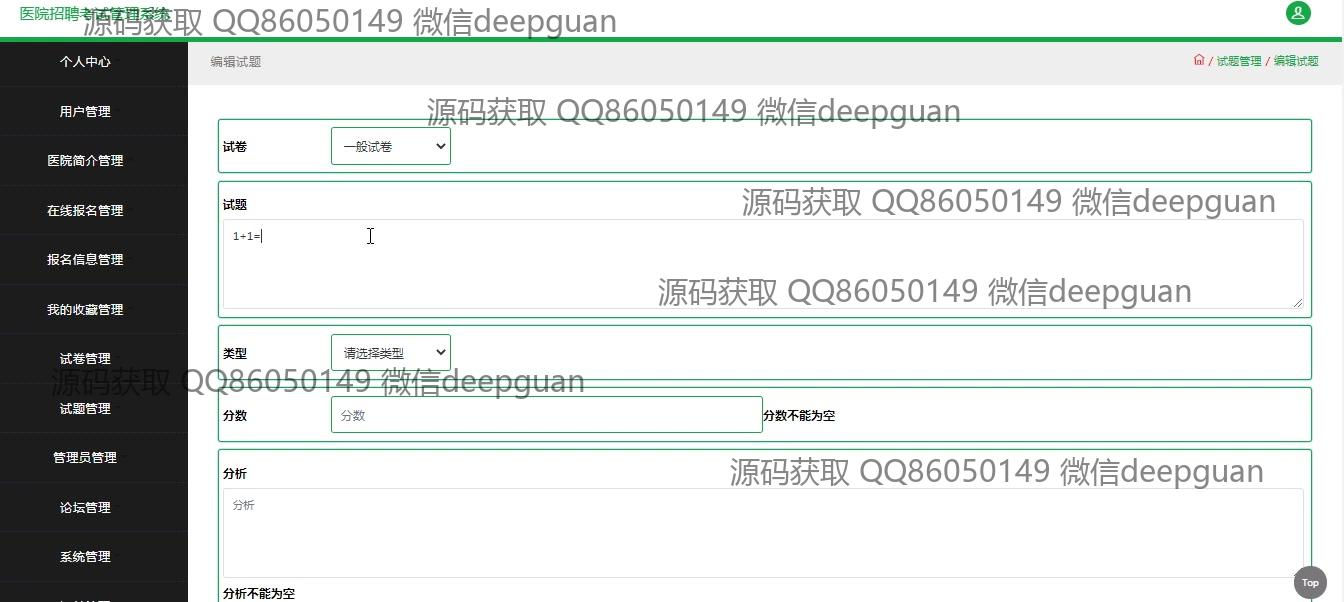 医院招聘考试管理系统
源码获取 QQ86050149 微信deepguan
个人中心
编辑试题
/ 试题管理 / 编辑试题
用户管理
源码获取 QQ86050149 微信deepguan
试卷
一般试卷
医院简介管理
在线报名管理
试题
源码获取 QQ86050149 微信deepguan
1+1=
报名信息管理
源码获取 QQ86050149 微信deepguan
我的收藏管理
类型
请选择类型
试卷管理
源码获取 QQ86050149 微信deepguan
试题管理
分数
分数
分数不能为空
管理员管理
分析
源码获取 QQ86050149 微信deepguan
论坛管理
分析
系统管理
Top
分析不能为空